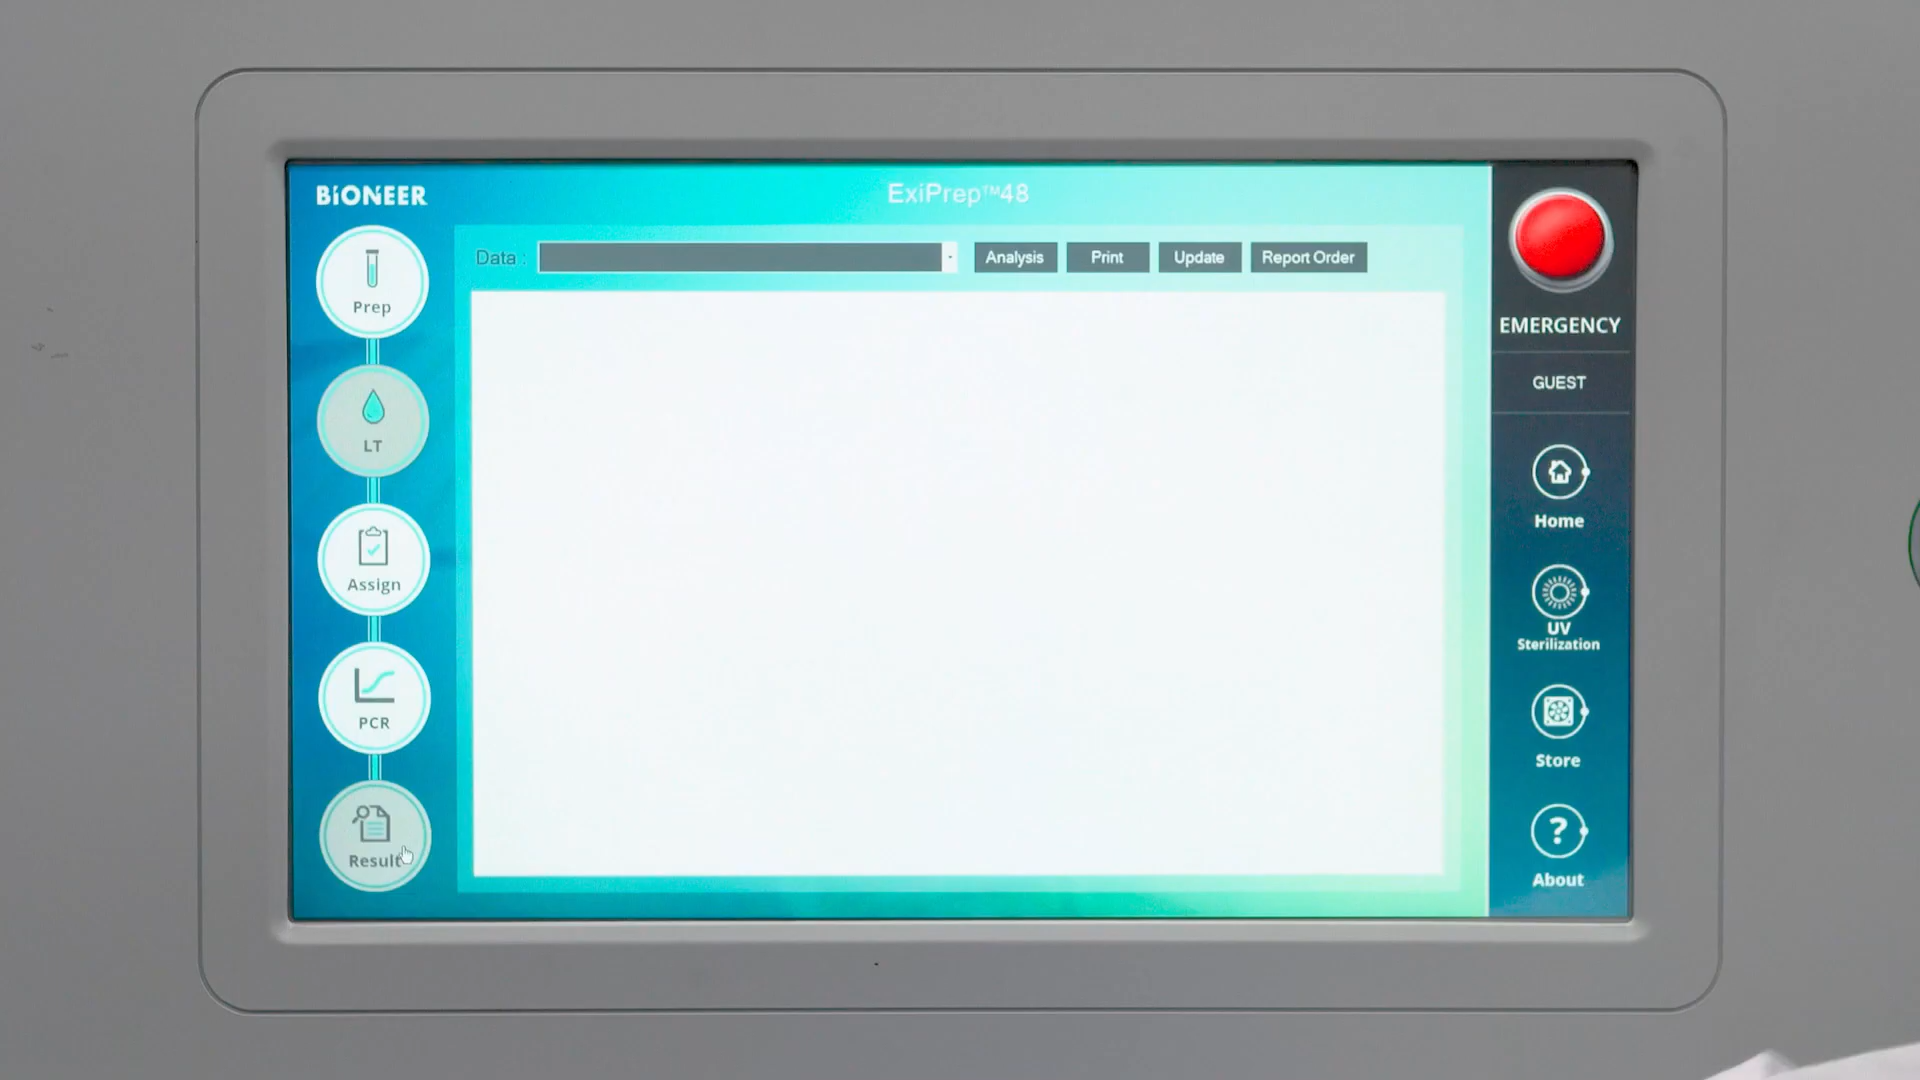 BiONEER
ExiPrep™48
Data :
Analysis
Print
Update
Report Order
Prep
LT
Assign
PCR
Result
EMERGENCY
GUEST
Home
UV
Sterilization
Store
?
About